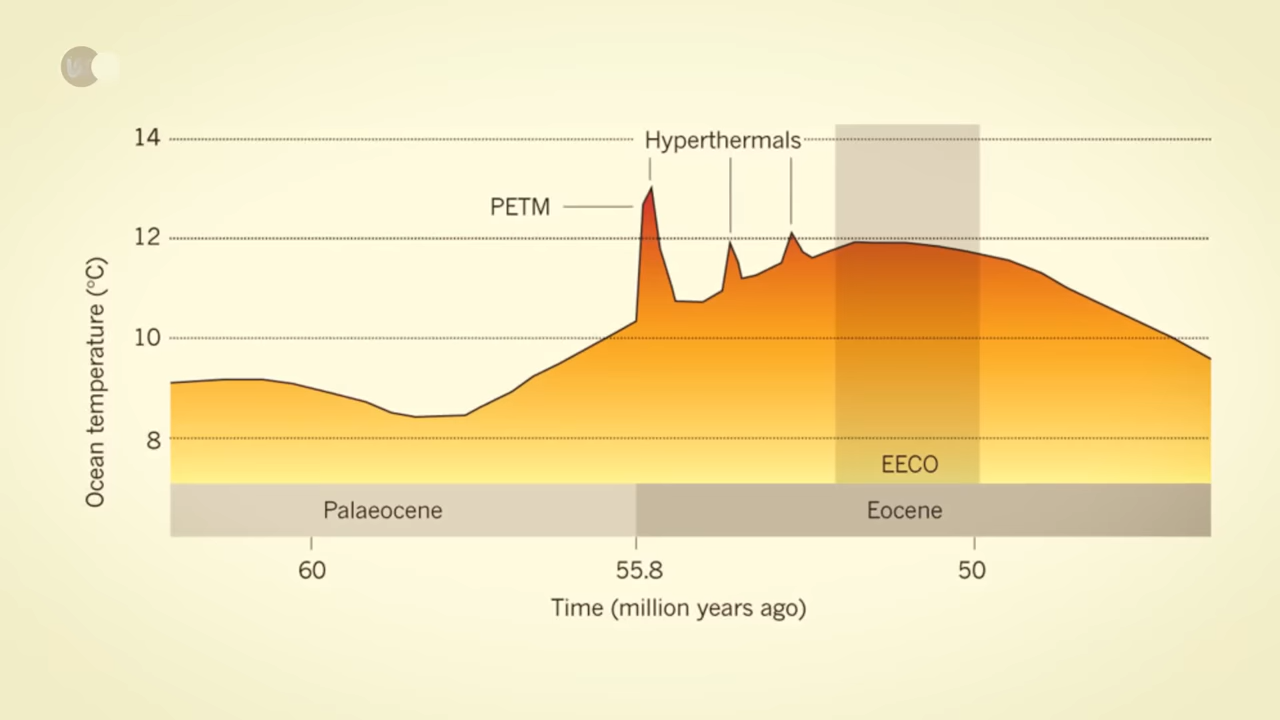 14
Hyperthermals
PETM
12
10
8
Ocean temperature (°C)
EECO
Palaeocene
Eocene
60
55.8
50
Time (million years ago)